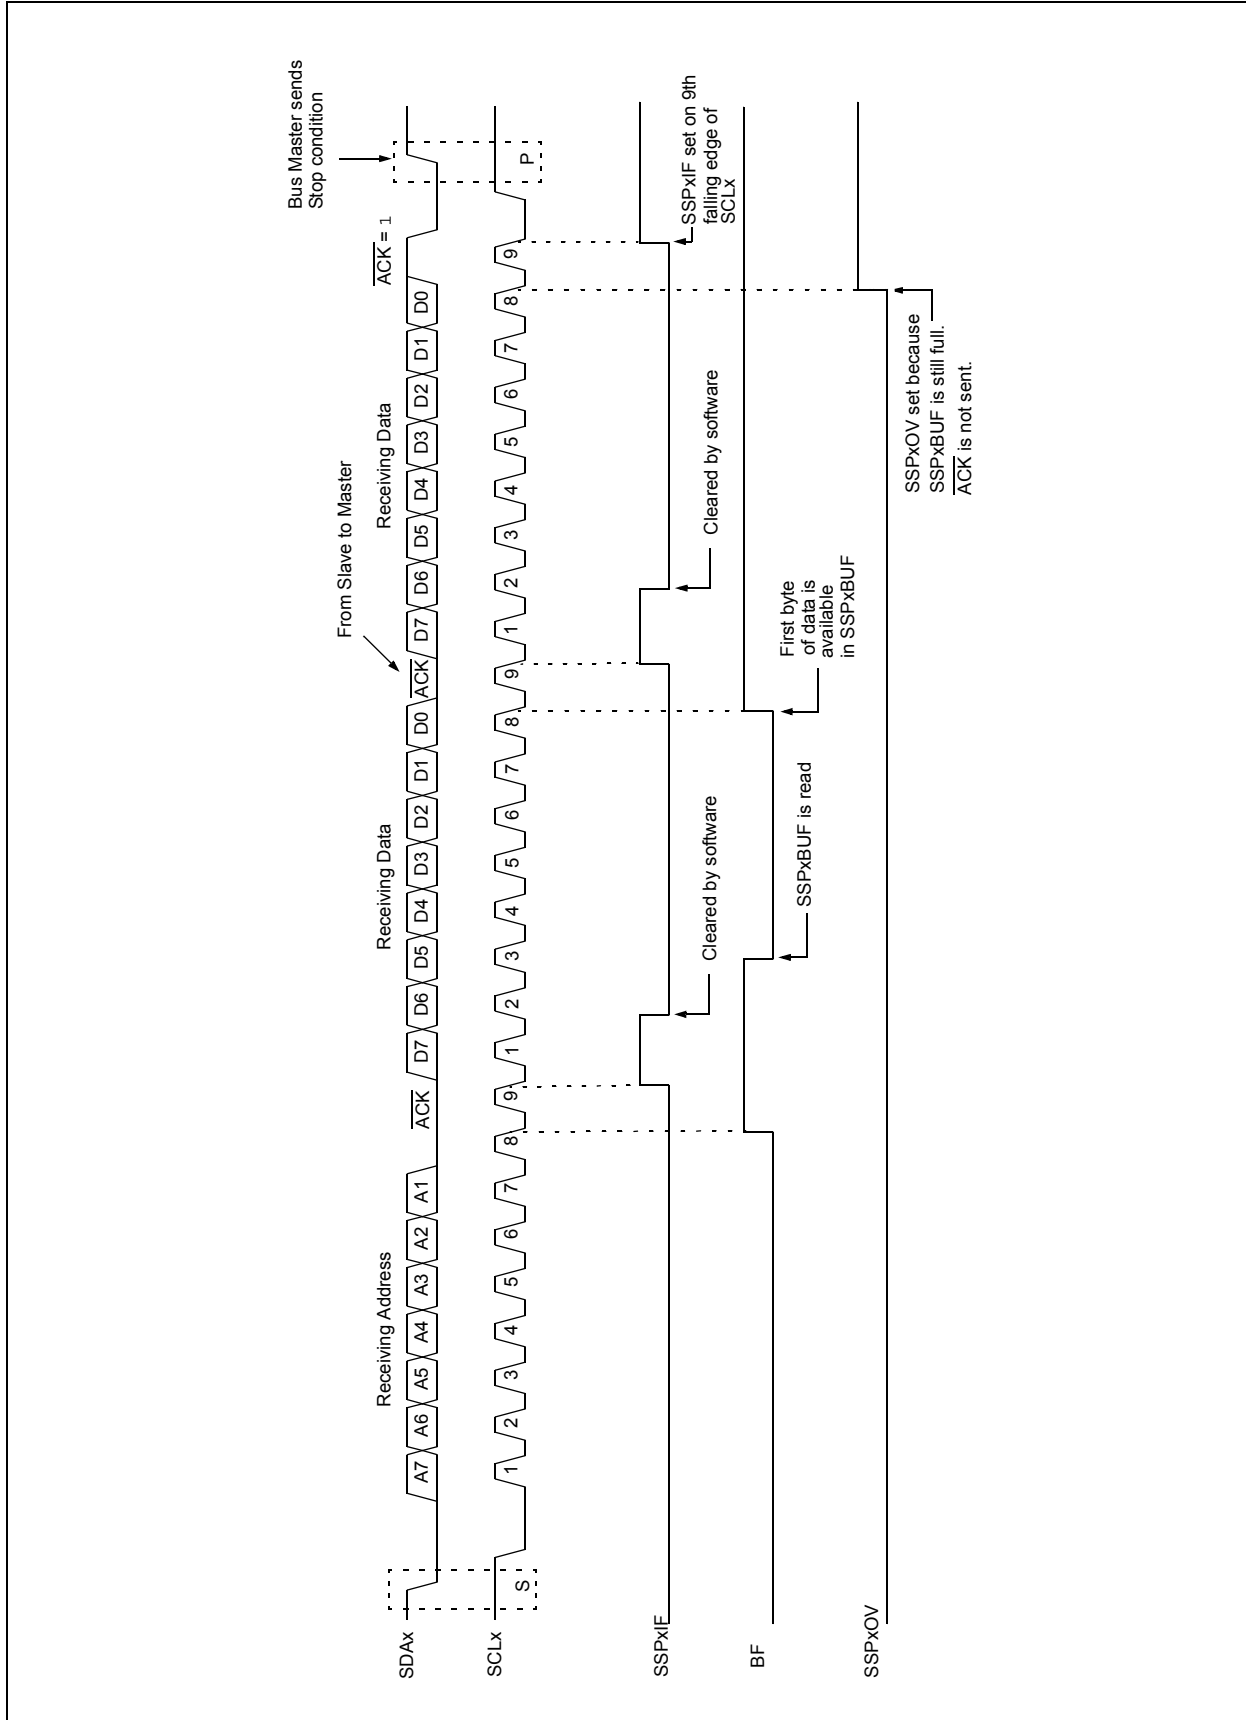 Bus Master sends
Stop condition
From Slave to Master
Receiving Address
Receiving Data
Receiving Data
ACK = 1
SDAx
A7 A6 A5 A4 A3 A2 A1 ACK D7 D6 D5 D4 D3 D2 D1 D0 ACK D7 D6 D5 D4 D3 D2 D1 D0
SCLx
S 1 2 3 4 5 6 7 8 9 1 2 3 4 5 6 7 8 9 1 2 3 4 5 6 7 8 9 P
SSPxIF
Cleared by software
Cleared by software
SSPxIF set on 9th
falling edge of
SCLx
BF
SSPxBUF is read
First byte
of data is
available
in SSPxBUF
SSPxOV
SSPxOV set because
SSPxBUF is still full.
ACK is not sent.